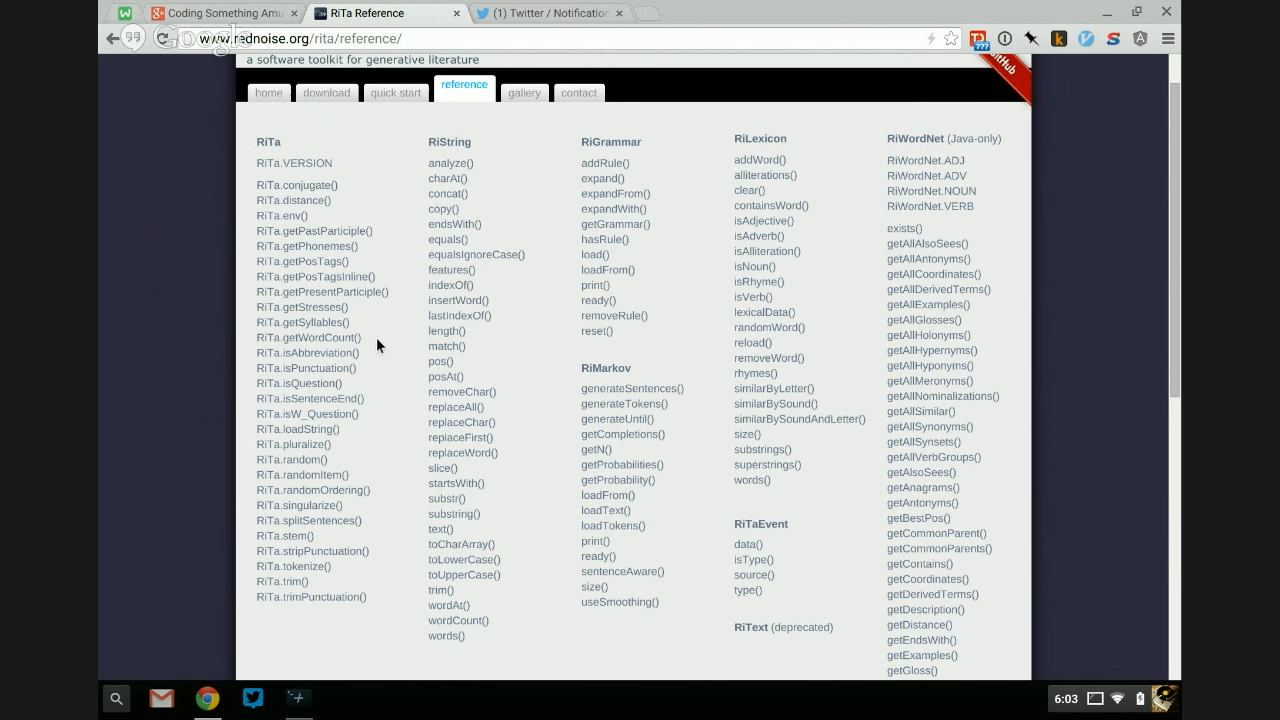 Coding Something Amu
RiTa Reference
(1) Twitter / Notification
Google
www.rednoise.org/rita/reference/
a software toolkit for generative literature
GitHub
home
download
quick start
reference
gallery
contact
RiTa
RiTa.VERSION
RiTa.conjugate()
RiTa.distance()
RiTa.env()
RiTa.getPastParticiple()
RiTa.getPhonemes()
RiTa.getPosTags()
RiTa.getPosTagsInline()
RiTa.getPresentParticiple()
RiTa.getStresses()
RiTa.getSyllables()
RiTa.getWordCount()
RiTa.isAbbreviation()
RiTa.isPunctuation()
RiTa.isQuestion()
RiTa.isSentenceEnd()
RiTa.isW_Question()
RiTa.loadString()
RiTa.pluralize()
RiTa.random()
RiTa.randomItem()
RiTa.randomOrdering()
RiTa.singularize()
RiTa.splitSentences()
RiTa.stem()
RiTa.stripPunctuation()
RiTa.tokenize()
RiTa.trim()
RiTa.trimPunctuation()
RiString
analyze()
charAt()
concat()
copy()
endsWith()
equals()
equalsIgnoreCase()
features()
indexOf()
insertWord()
lastIndexOf()
length()
match()
pos()
posAt()
removeChar()
replaceAll()
replaceChar()
replaceFirst()
replaceWord()
slice()
startsWith()
substr()
substring()
text()
toCharArray()
toLowerCase()
toUpperCase()
trim()
wordAt()
wordCount()
words()
RiGrammar
addRule()
expand()
expandFrom()
expandWith()
getGrammar()
hasRule()
load()
loadFrom()
print()
ready()
removeRule()
reset()
RiMarkov
generateSentences()
generateTokens()
generateUntil()
getCompletions()
getN()
getProbabilities()
getProbability()
loadFrom()
loadText()
loadTokens()
print()
ready()
sentenceAware()
size()
useSmoothing()
RiLexicon
addWord()
alliterations()
clear()
containsWord()
isAdjective()
isAdverb()
isAlliteration()
isNoun()
isRhyme()
isVerb()
lexicalData()
randomWord()
reload()
removeWord()
rhymes()
similarByLetter()
similarBySound()
similarBySoundAndLetter()
size()
substrings()
superstrings()
words()
RiTaEvent
data()
isType()
source()
type()
RiText (deprecated)
RiWordNet (Java-only)
RiWordNet.ADJ
RiWordNet.ADV
RiWordNet.NOUN
RiWordNet.VERB
exists()
getAllAlsoSees()
getAllAntonyms()
getAllCoordinates()
getAllDerivedTerms()
getAllExamples()
getAllGlosses()
getAllHolonyms()
getAllHypernyms()
getAllHyponyms()
getAllMeronyms()
getAllNominalizations()
getAllSimilar()
getAllSynonyms()
getAllSynsets()
getAllVerbGroups()
getAlsoSees()
getAnagrams()
getAntonyms()
getBestPos()
getCommonParent()
getCommonParents()
getContains()
getCoordinates()
getDerivedTerms()
getDescription()
getDistance()
getEndsWith()
getExamples()
getGloss()
6:03